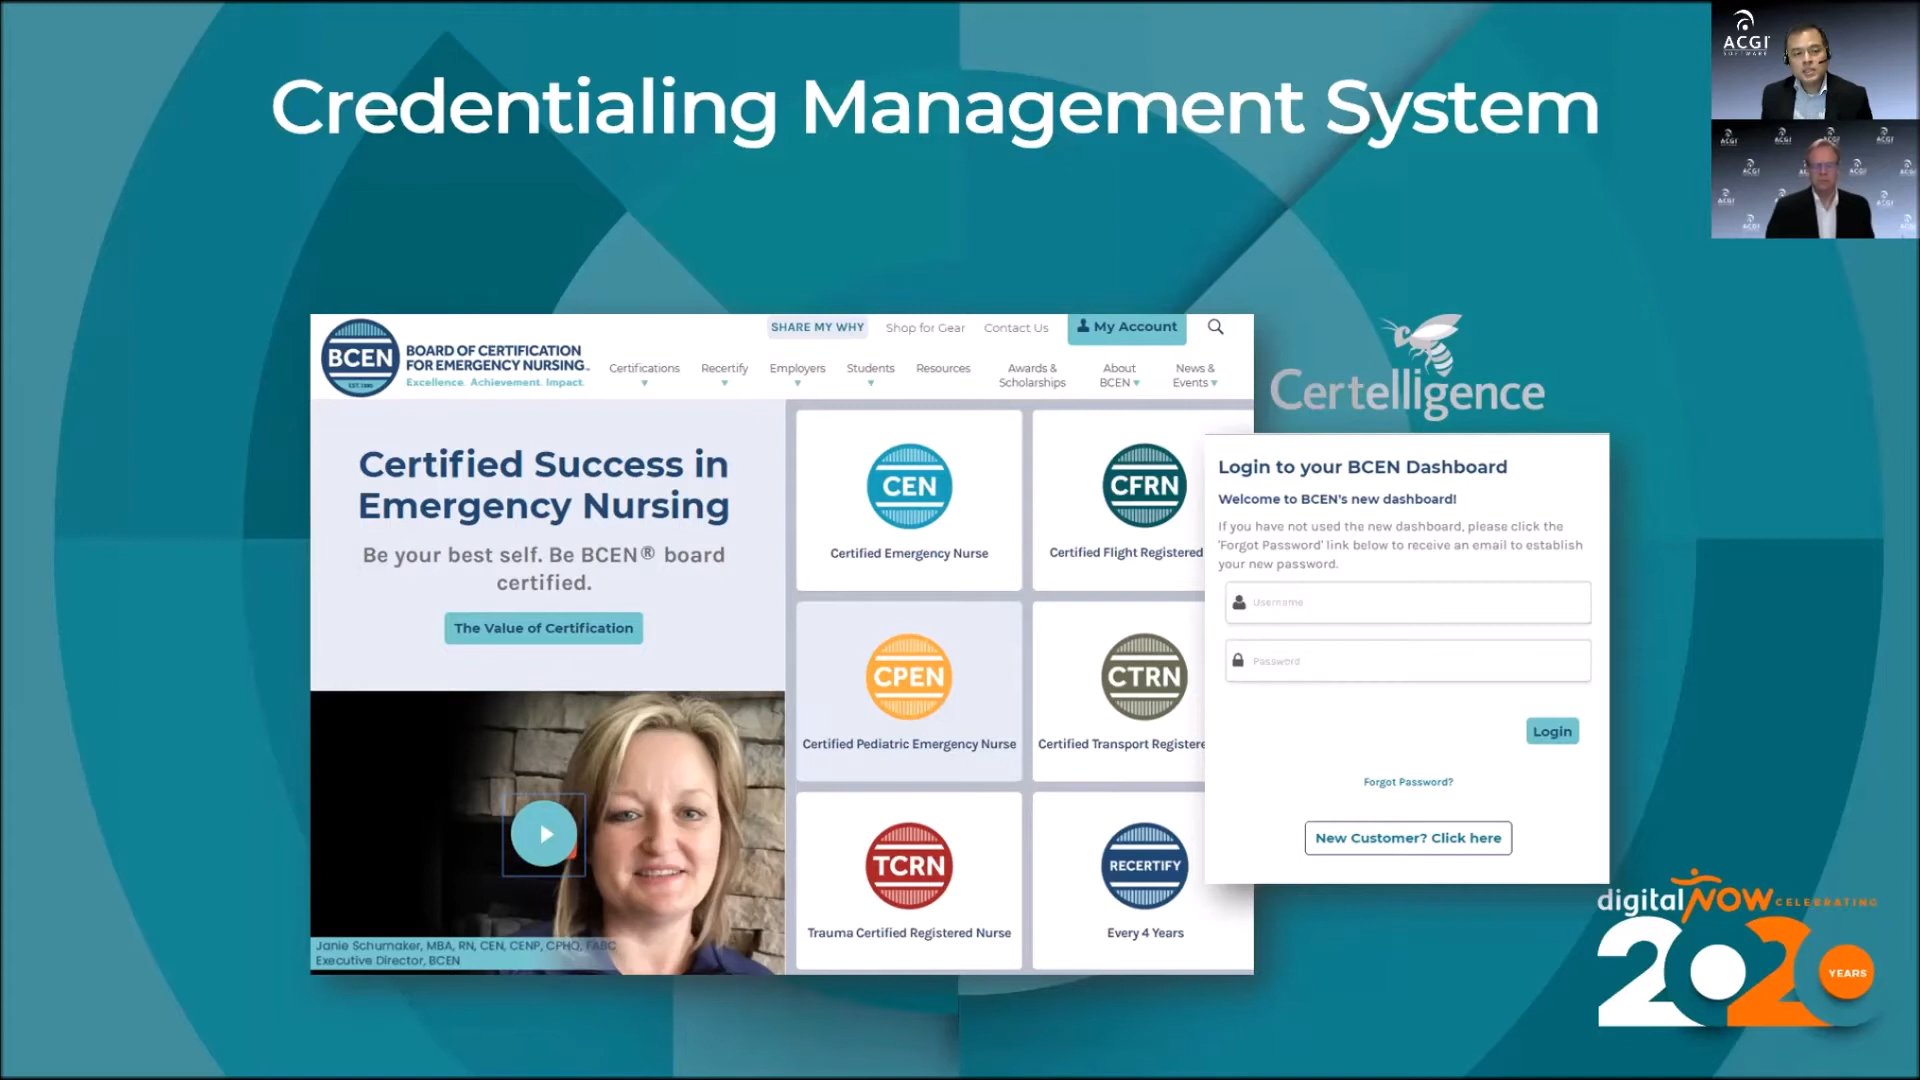 Credentialing Management System
ACGI
SOFTWARE
BCEN
EST. 1980
BOARD OF CERTIFICATION
FOR EMERGENCY NURSING
Excellence. Achievement. Impact.
SHARE MY WHY
Shop for Gear
Contact Us
My Account
Certifications
Recertify
Employers
Students
Resources
Awards &
Scholarships
About
BCEN
News &
Events
Certified Success in
Emergency Nursing
Be your best self. Be BCEN® board
certified.
The Value of Certification
Janie Schumaker, MBA, RN, CEN, CENP, CPHQ, FABC
Executive Director, BCEN
CEN
Certified Emergency Nurse
CFRN
Certified Flight Registered
CPEN
Certified Pediatric Emergency Nurse
CTRN
Certified Transport Registere
TCRN
Trauma Certified Registered Nurse
RECERTIFY
Every 4 Years
Certelligence
Login to your BCEN Dashboard
Welcome to BCEN's new dashboard!
If you have not used the new dashboard, please click the
'Forgot Password' link below to receive an email to establish
your new password.
Username
Password
Login
Forgot Password?
New Customer? Click here
digitalNOW CELEBRATING
2020
YEARS